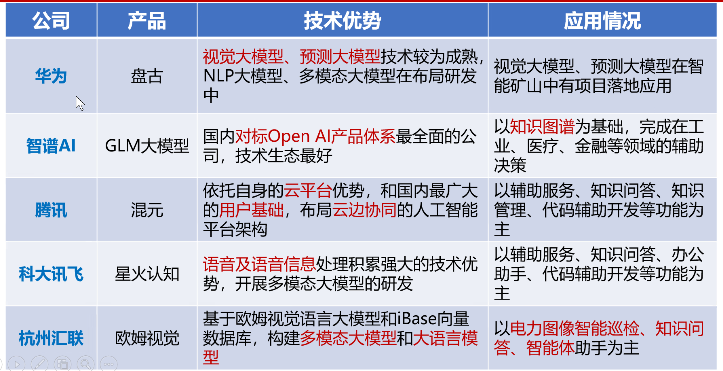 公司 产品 技术优势 应用情况
华为 盘古
视觉大模型、预测大模型技术较为成熟，
NLP大模型、多模态大模型在布局研发
中
视觉大模型、预测大模型在智
能矿山中有项目落地应用
智谱AI GLM大模型
国内对标Open AI产品体系最全面的公
司，技术生态最好
以知识图谱为基础，完成在工
业、医疗、金融等领域的辅助
决策
腾讯 混元
依托自身的云平台优势，和国内最广大
的用户基础，布局云边协同的人工智能
平台架构
以辅助服务、知识问答、知识
管理、代码辅助开发等功能为
主
科大讯飞 星火认知
语音及语音信息处理积累强大的技术优
势，开展多模态大模型的研发
以辅助服务、知识问答、办公
助手、代码辅助开发等功能为
主
杭州汇联 欧姆视觉
基于欧姆视觉语言大模型和iBase向量
数据库，构建多模态大模型和大语言模
型
以电力图像智能巡检、知识问
答、智能体助手为主